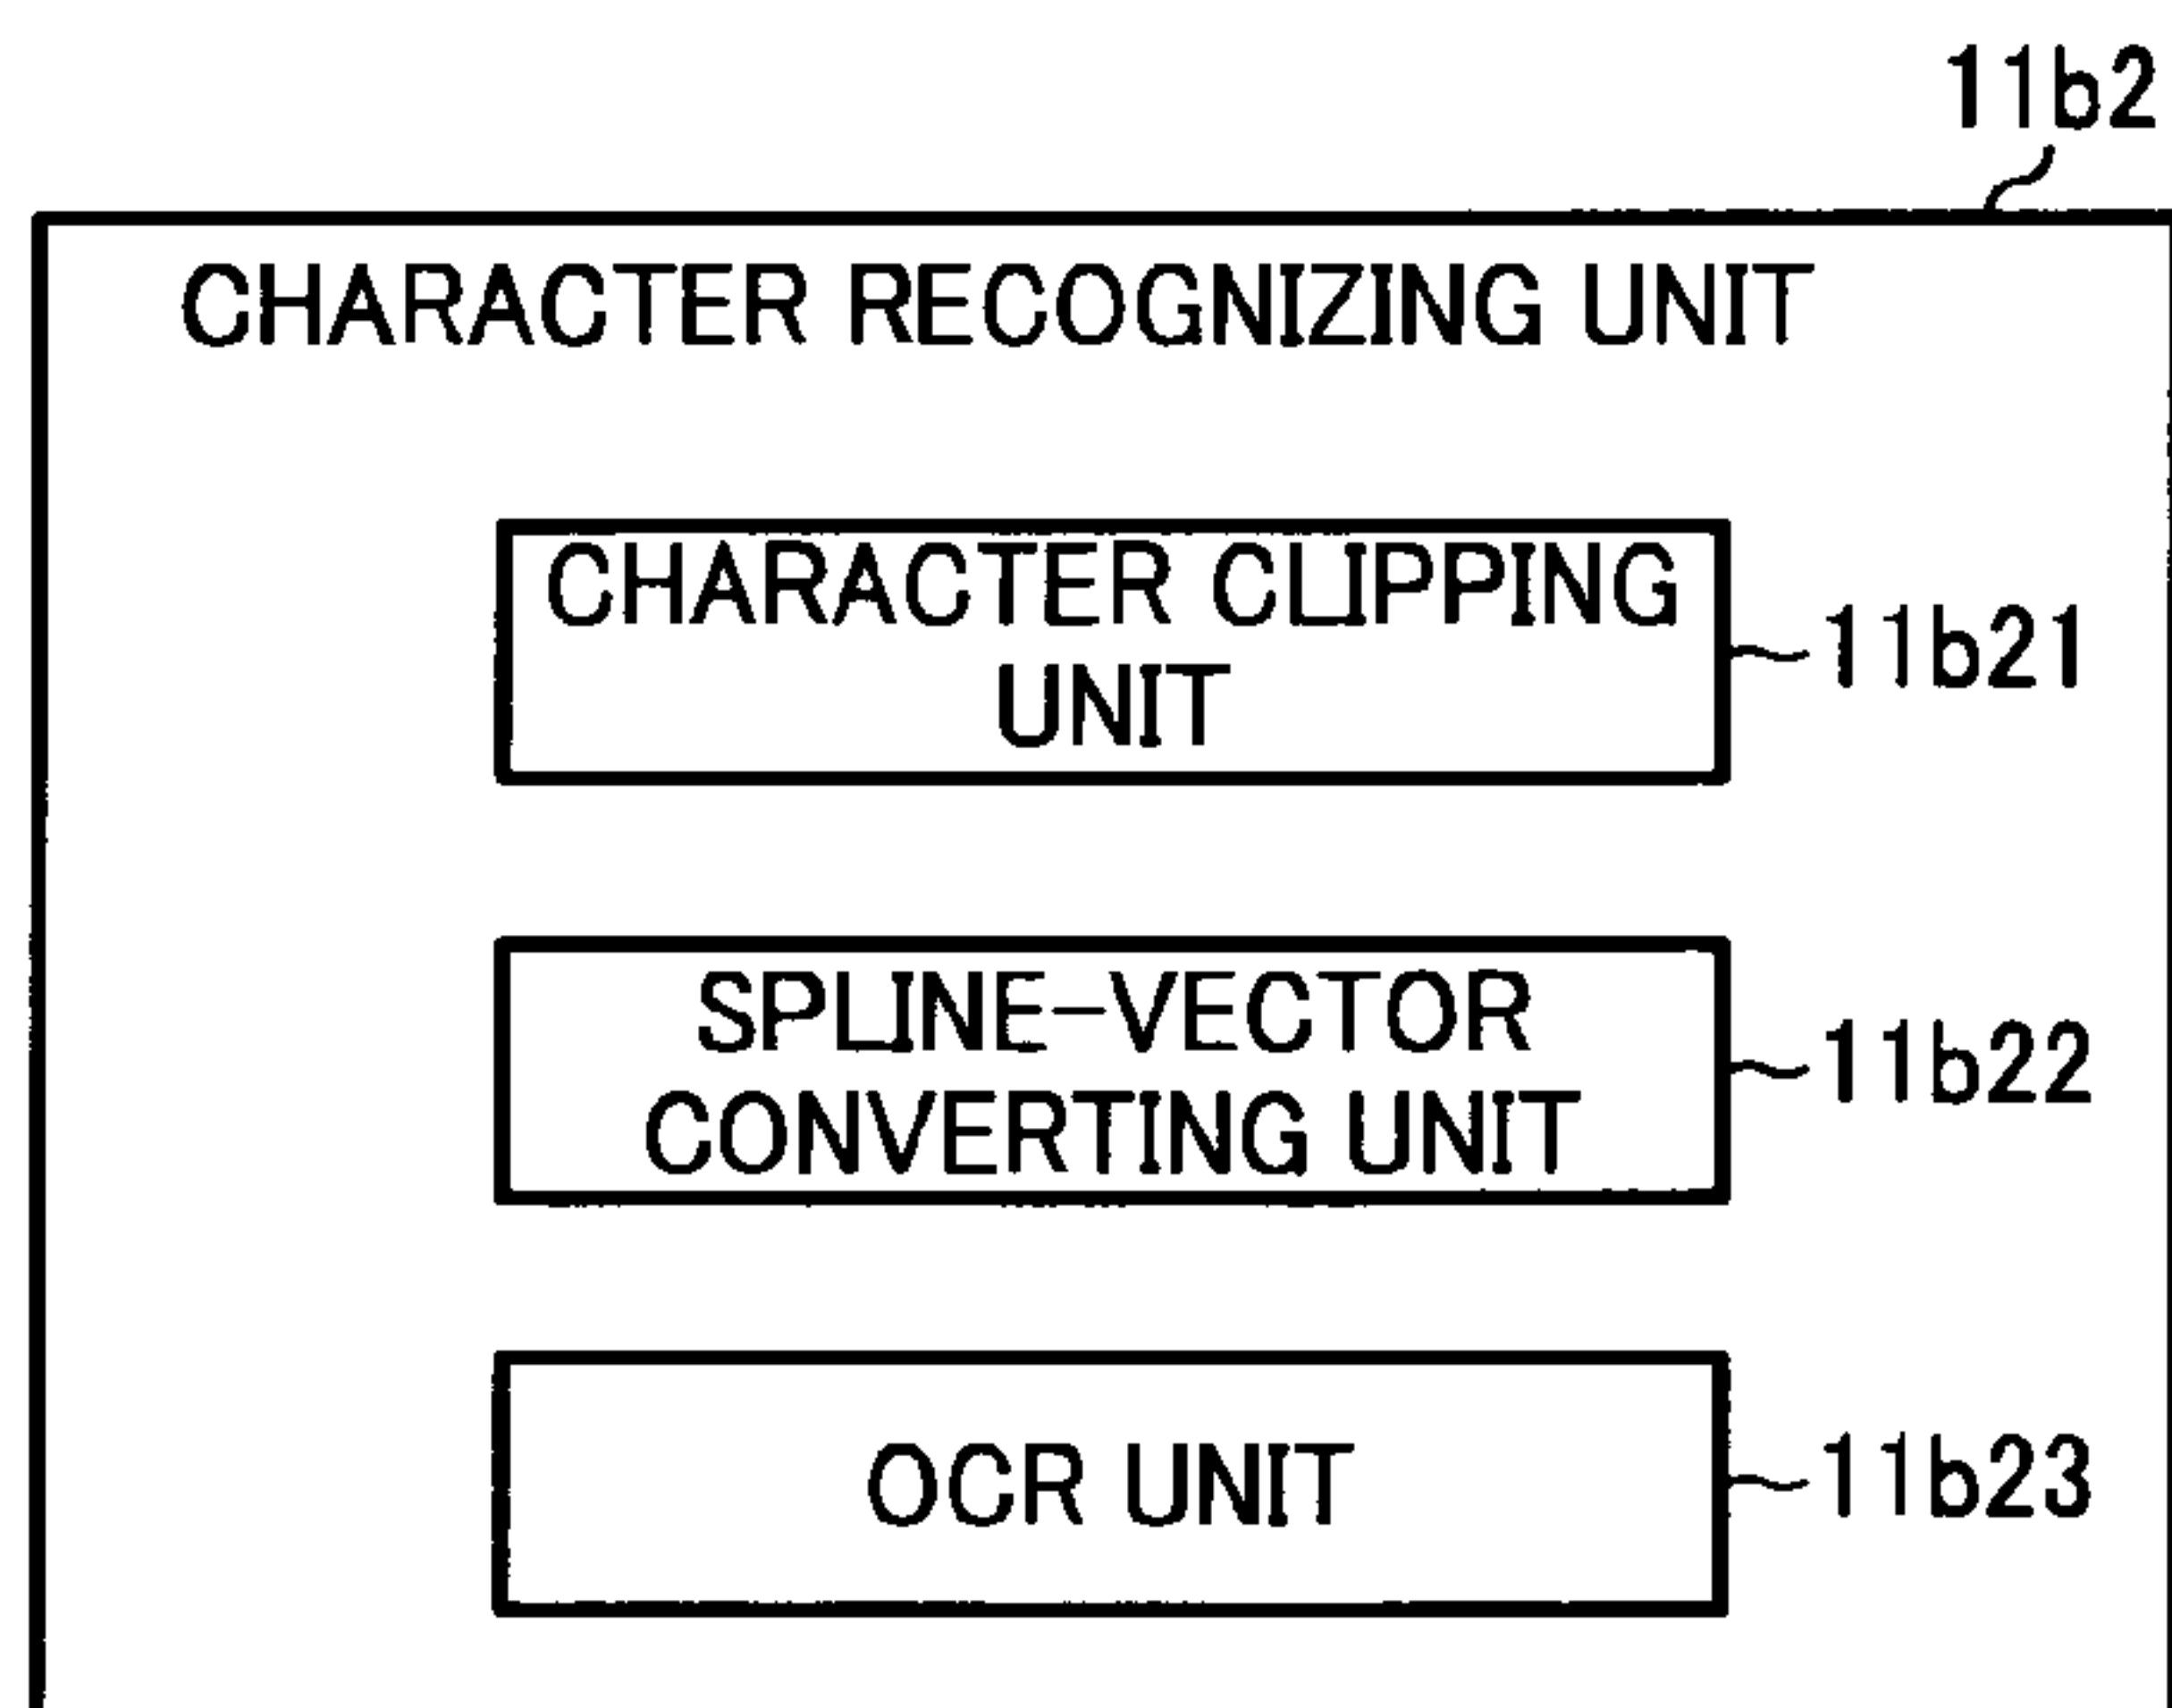 11b2
CHARACTER RECOGNIZING UNIT
CHARACTER CLIPPING
UNIT
11b21
SPLINE-VECTOR
CONVERTING UNIT
11b22
OCR UNIT
11b23